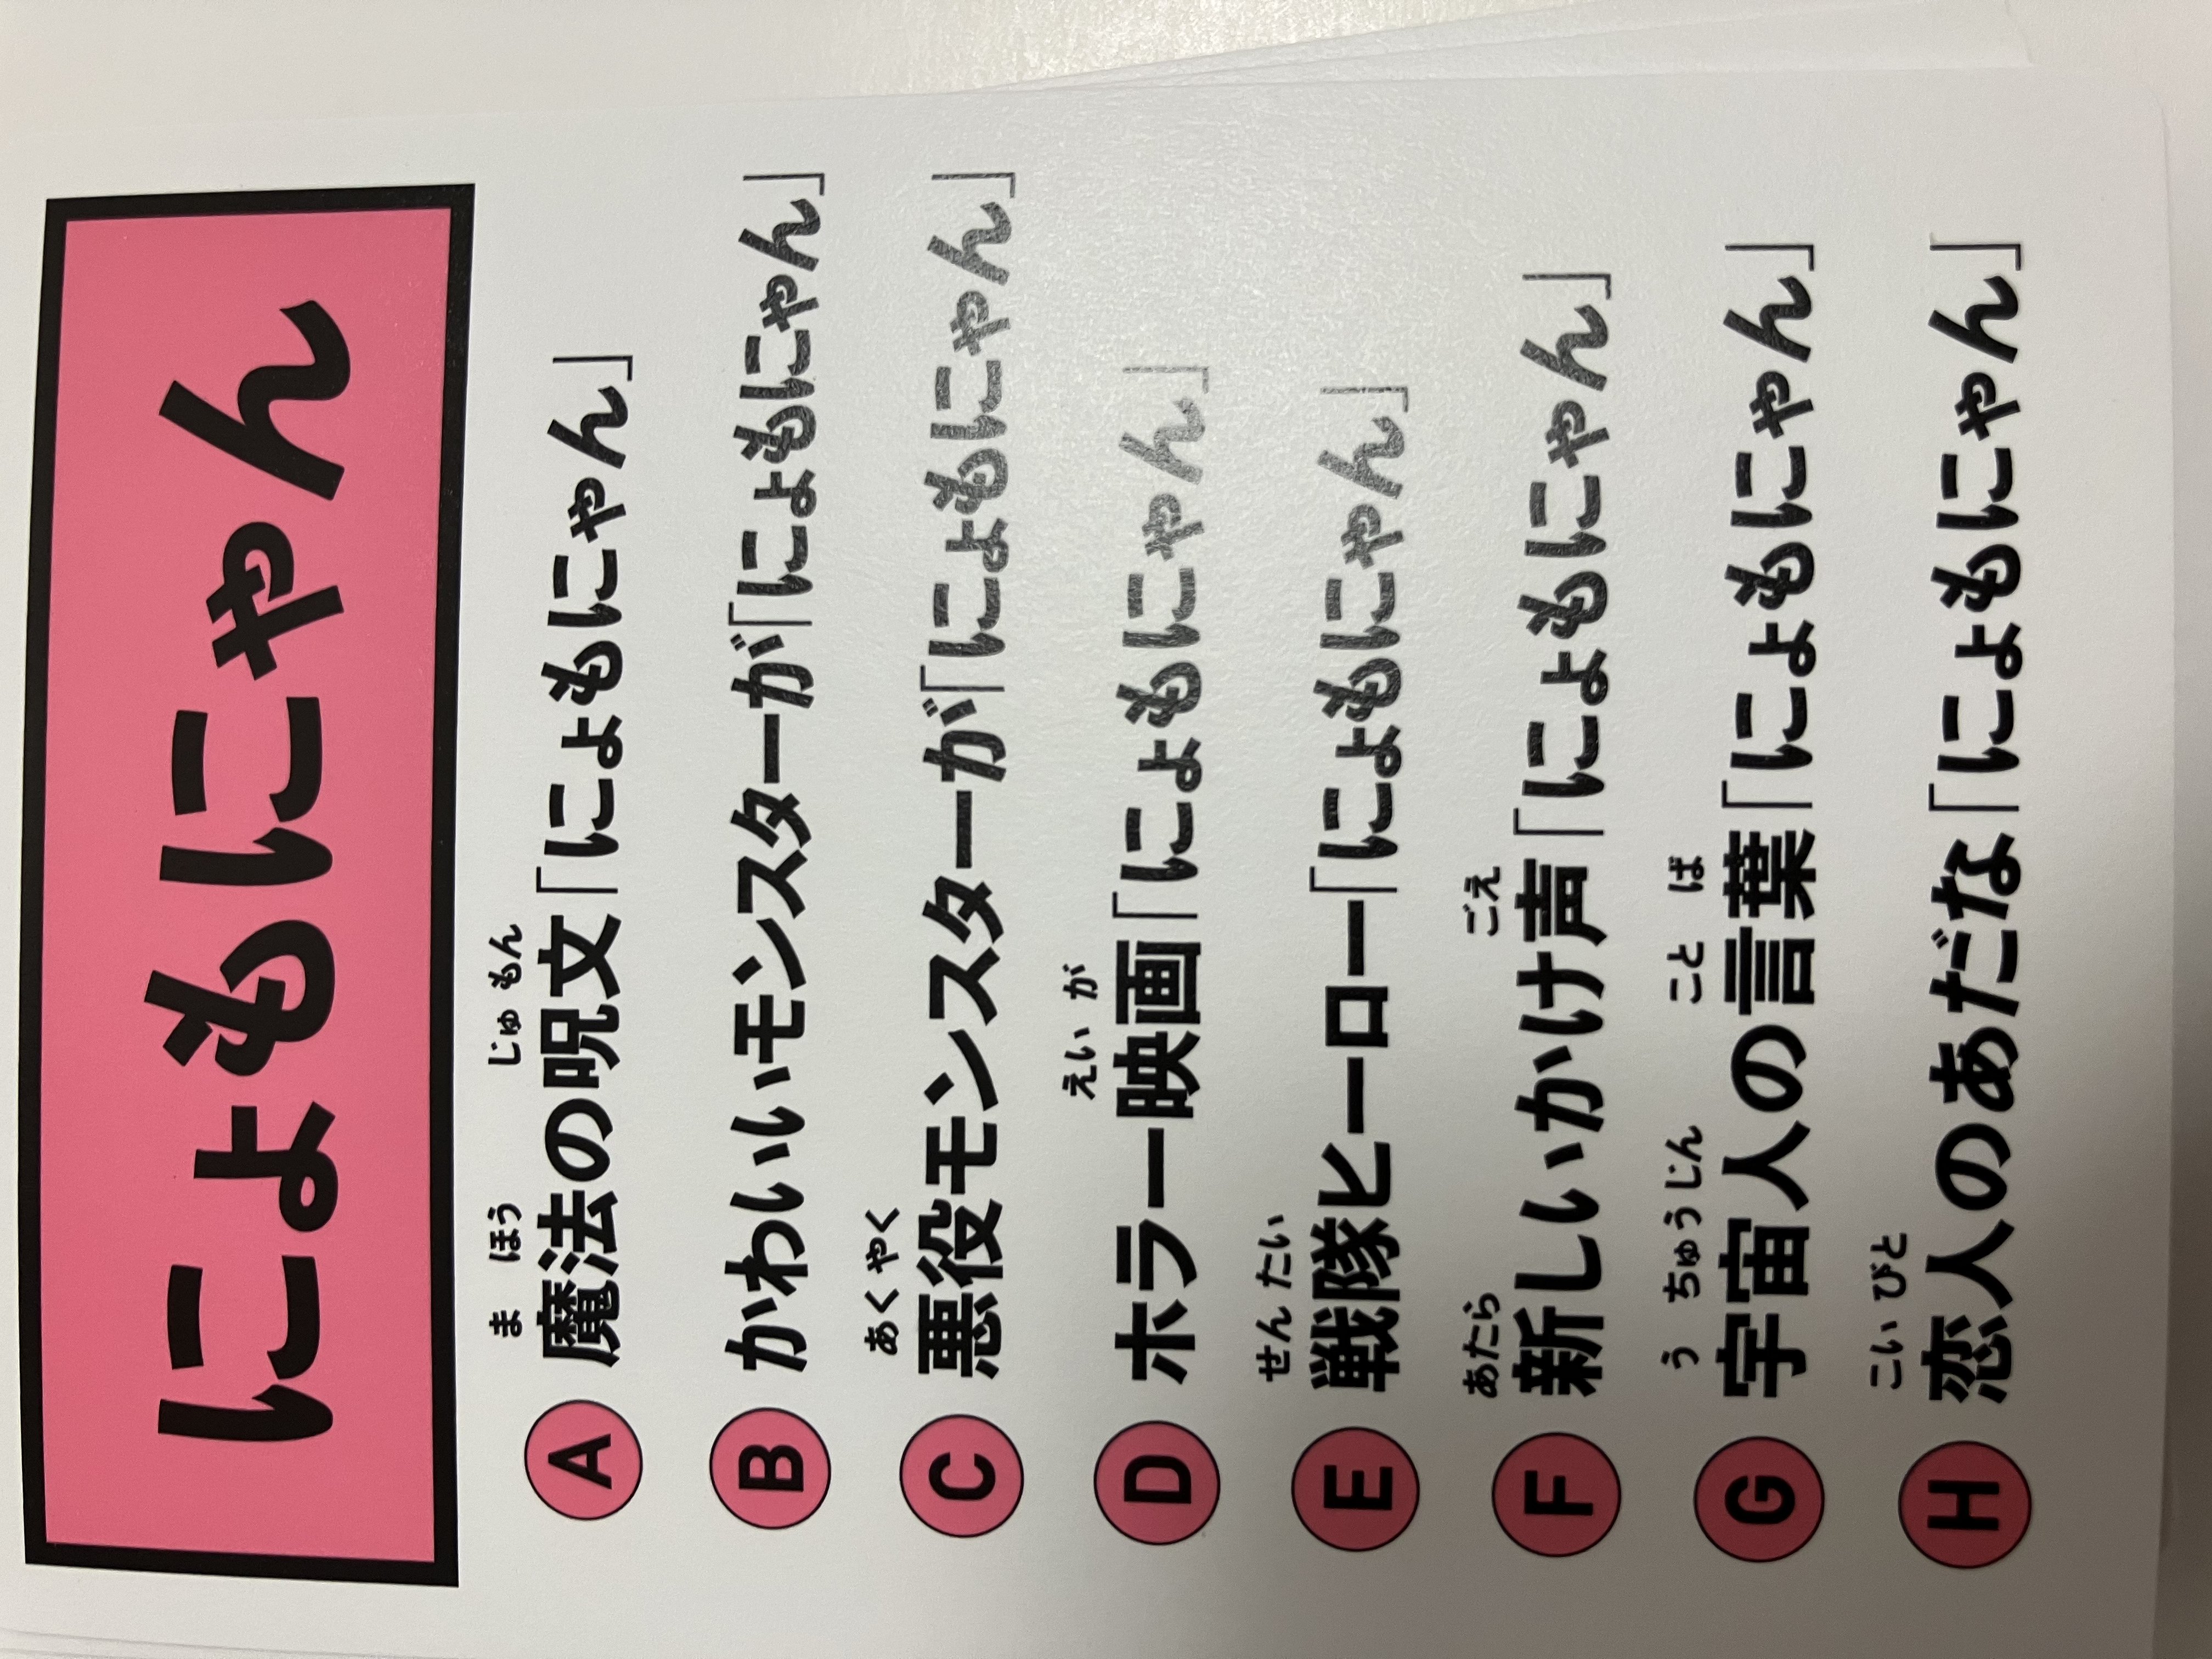 にょもにゃん
ま ほう じゅ もん
A 魔法の呪文「にょもにゃん」
B かわいいモンスターが「にょもにゃん」
あく やく
C 悪役モンスターが「にょもにゃん」
えい が
D ホラー映画「にょもにゃん」
せん たい
E 戦隊ヒーロー「にょもにゃん」
あたら ごえ
F 新しいかけ声「にょもにゃん」
う ちゅう じん こと ば
G 宇宙人の言葉「にょもにゃん」
こい びと
H 恋人のあだな「にょもにゃん」